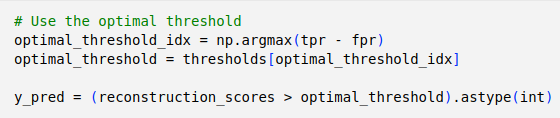 # Use the optimal threshold
optimal_threshold_idx = np.argmax(tpr - fpr)
optimal_threshold = thresholds[optimal_threshold_idx]
y_pred = (reconstruction_scores > optimal_threshold).astype(int)